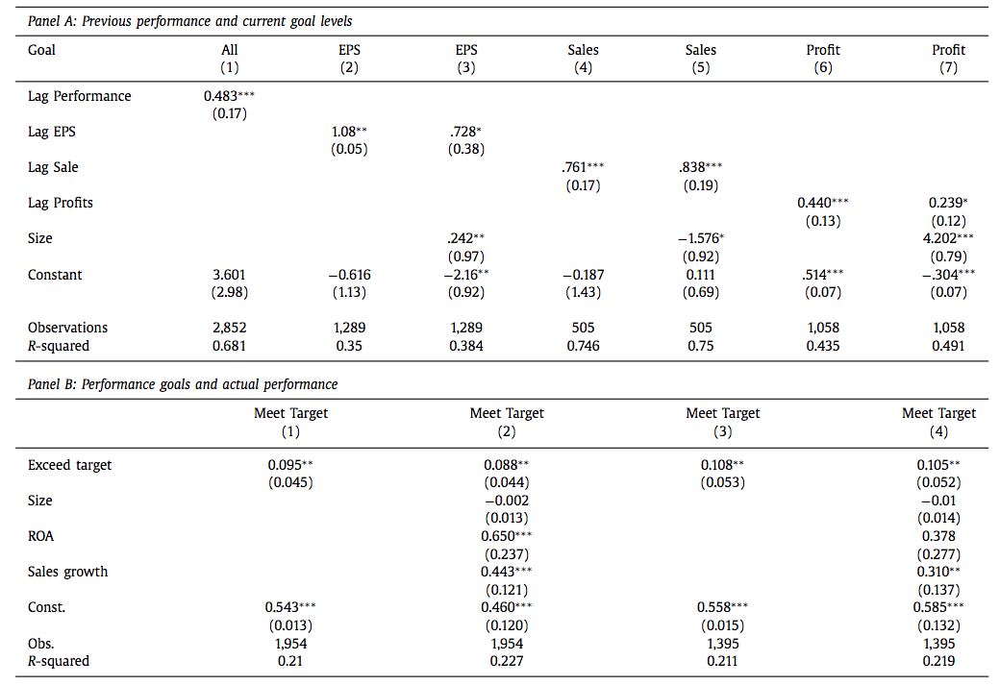 Panel A: Previous performance and current goal levels
Goal All EPS EPS Sales Sales Profit Profit
(1) (2) (3) (4) (5) (6) (7)
Lag Performance 0.483***
(0.17)
Lag EPS 1.08** .728*
(0.05) (0.38)
Lag Sale .761*** .838***
(0.17) (0.19)
Lag Profits 0.440*** 0.239*
(0.13) (0.12)
Size .242** −1.576* 4.202***
(0.97) (0.92) (0.79)
Constant 3.601 −0.616 −2.16** −0.187 0.111 .514*** −.304***
(2.98) (1.13) (0.92) (1.43) (0.69) (0.07) (0.07)
Observations 2,852 1,289 1,289 505 505 1,058 1,058
R-squared 0.681 0.35 0.384 0.746 0.75 0.435 0.491
Panel B: Performance goals and actual performance
Meet Target Meet Target Meet Target Meet Target
(1) (2) (3) (4)
Exceed target 0.095** 0.088** 0.108** 0.105**
(0.045) (0.044) (0.053) (0.052)
Size −0.002 −0.01
(0.013) (0.014)
ROA 0.650*** 0.378
(0.237) (0.277)
Sales growth 0.443*** 0.310**
(0.121) (0.137)
Const. 0.543*** 0.460*** 0.558*** 0.585***
(0.013) (0.120) (0.015) (0.132)
Obs. 1,954 1,954 1,395 1,395
R-squared 0.21 0.227 0.211 0.219